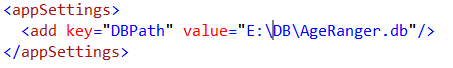 <appSettings>
<add key="DBPath" value="E:\DB\AgeRanger.db"/>
</appSettings>